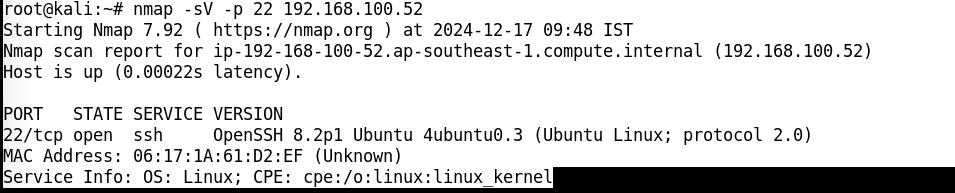 root@kali:~# nmap -sV -p 22 192.168.100.52
Starting Nmap 7.92 ( https://nmap.org ) at 2024-12-17 09:48 IST
Nmap scan report for ip-192-168-100-52.ap-southeast-1.compute.internal (192.168.100.52)
Host is up (0.00022s latency).

PORT   STATE SERVICE VERSION
22/tcp open  ssh     OpenSSH 8.2p1 Ubuntu 4ubuntu0.3 (Ubuntu Linux; protocol 2.0)
MAC Address: 06:17:1A:61:D2:EF (Unknown)
Service Info: OS: Linux; CPE: cpe:/o:linux:linux_kernel